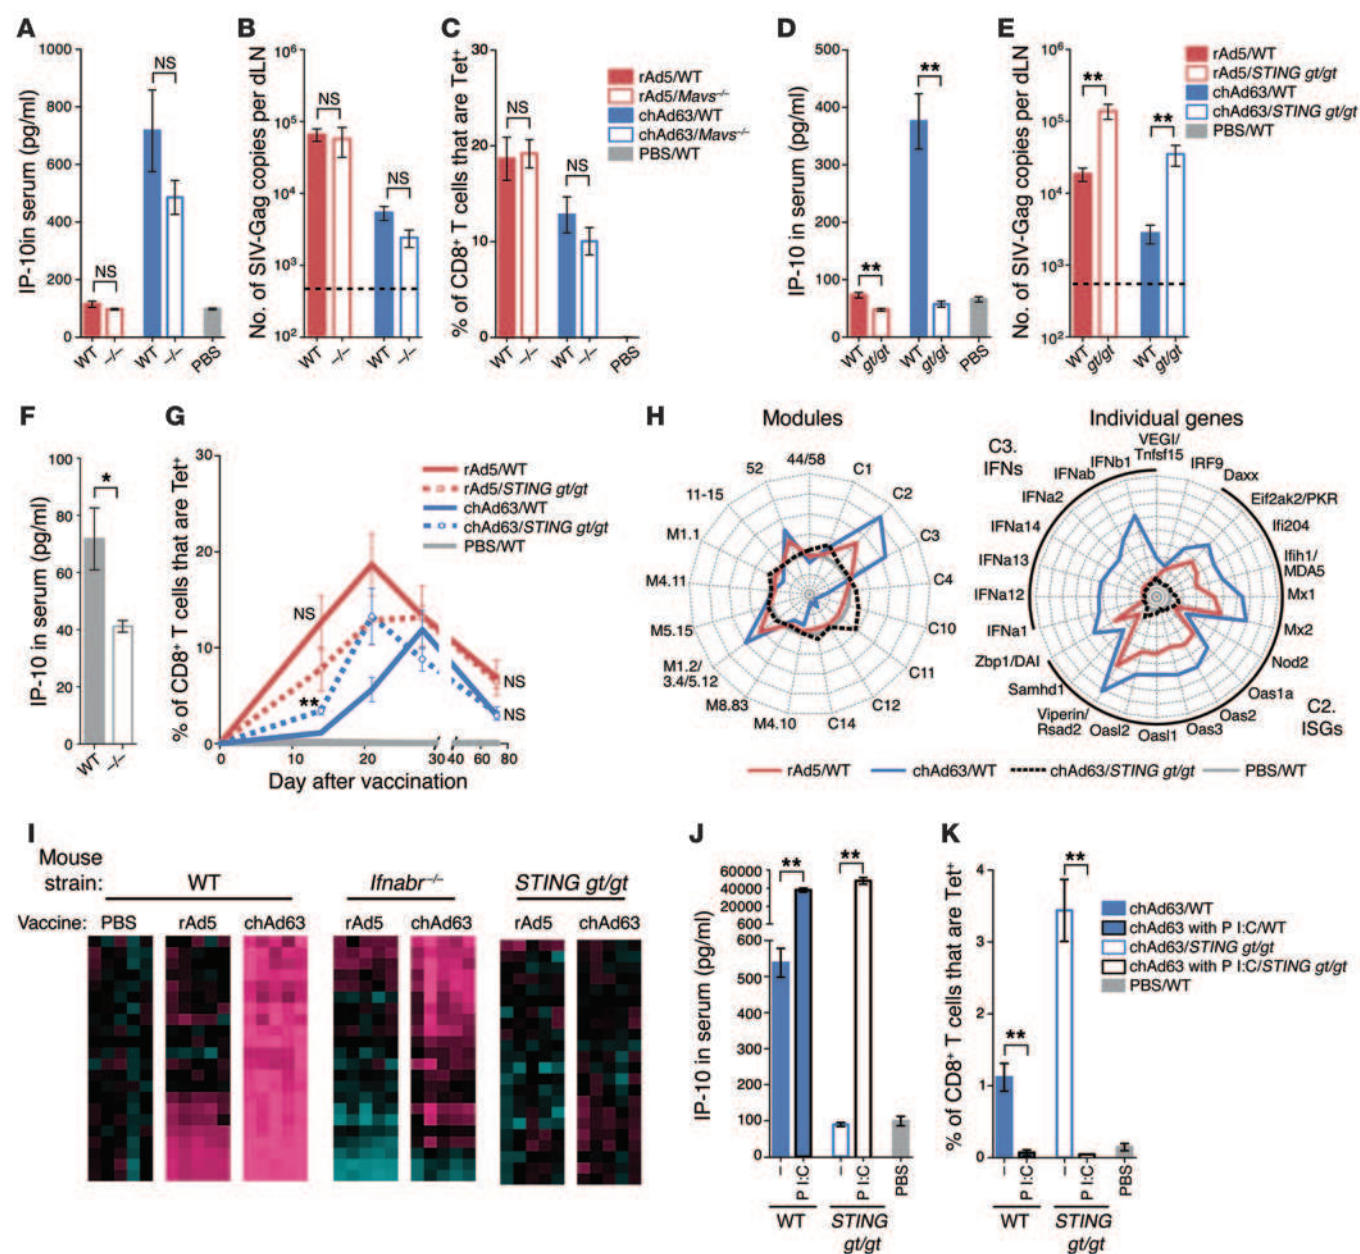 A
IP-10in serum (pg/ml)
1000
800
600
400
200
0
NS
NS
WT
–/–
WT
–/–
PBS
B
No. of SIV-Gag copies per dLN
10⁶
10⁵
10⁴
10³
10²
NS
NS
WT
–/–
WT
–/–
C
% of CD8⁺ T cells that are Tet⁺
30
20
10
0
NS
NS
WT
–/–
WT
–/–
PBS
rAd5/WT
rAd5/Mavs⁻/⁻
chAd63/WT
chAd63/Mavs⁻/⁻
PBS/WT
D
IP-10 in serum (pg/ml)
500
400
300
200
100
0
**
**
WT
gt/gt
WT
gt/gt
PBS
E
No. of SIV-Gag copies per dLN
10⁶
10⁵
10⁴
10³
10²
**
**
WT
gt/gt
WT
gt/gt
rAd5/WT
rAd5/STING gt/gt
chAd63/WT
chAd63/STING gt/gt
PBS/WT
F
IP-10 in serum (pg/ml)
100
80
60
40
20
0
*
WT
–/–
G
% of CD8⁺ T cells that are Tet⁺
30
20
10
0
NS
**
NS
NS
0
10
20
30
40
60
80
Day after vaccination
rAd5/WT
rAd5/STING gt/gt
chAd63/WT
chAd63/STING gt/gt
PBS/WT
H
Modules
44/58
C1
C2
C3
C4
C10
C11
C12
C14
M4.10
M8.83
M1.2/
3.4/5.12
M5.15
M4.11
M1.1
11-15
52
Individual genes
C3.
IFNs
VEGI/
Tnfsf15
IRF9
Daxx
Eif2ak2/PKR
Ifi204
Ifih1/
MDA5
Mx1
Mx2
Nod2
Oas1a
Oas2
Oas3
Oasl1
Oasl2
Viperin/
Rsad2
Samhd1
Zbp1/DAI
IFNa1
IFNa12
IFNa13
IFNa14
IFNa2
IFNab
IFNb1
C2.
ISGs
rAd5/WT
chAd63/WT
chAd63/STING gt/gt
PBS/WT
I
Mouse
strain:
WT
Ifnabr⁻/⁻
STING gt/gt
Vaccine:
PBS
rAd5
chAd63
rAd5
chAd63
rAd5
chAd63
J
IP-10 in serum (pg/ml)
60000
40000
20000
600
600
500
400
300
200
100
0
**
**
–
P I:C
–
P I:C
PBS
WT
STING
gt/gt
K
% of CD8⁺ T cells that are Tet⁺
4
3
2
1
0
**
**
–
P I:C
–
P I:C
PBS
WT
STING
gt/gt
chAd63/WT
chAd63 with P I:C/WT
chAd63/STING gt/gt
chAd63 with P I:C/STING gt/gt
PBS/WT